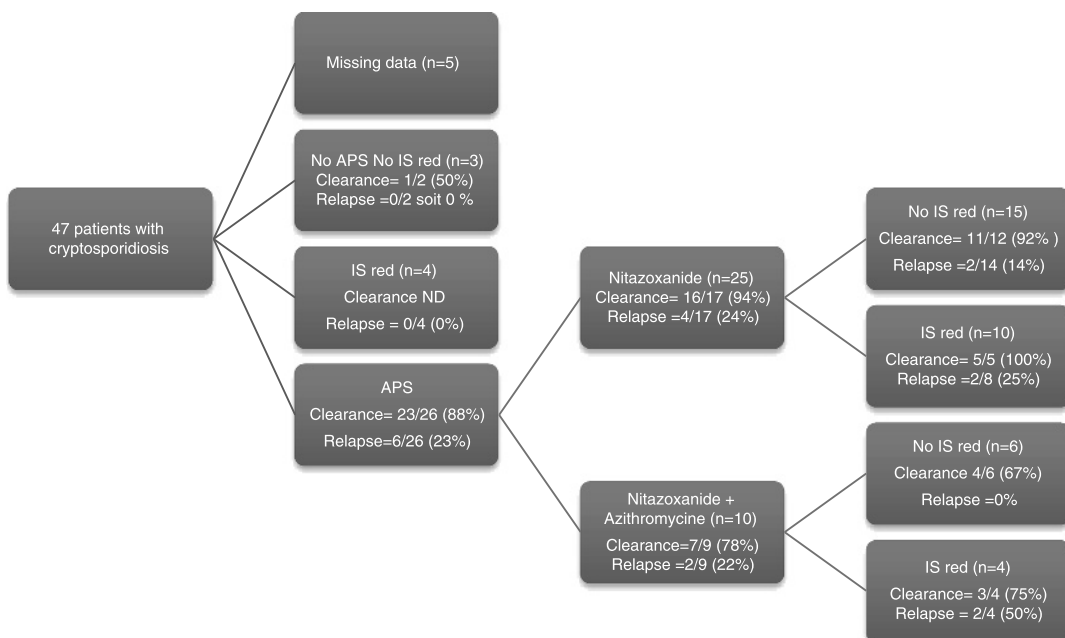 47 patients with
cryptosporidiosis
Missing data (n=5)
No APS No IS red (n=3)
Clearance= 1/2 (50%)
Relapse =0/2 soit 0 %
IS red (n=4)
Clearance ND
Relapse = 0/4 (0%)
APS
Clearance= 23/26 (88%)
Relapse=6/26 (23%)
Nitazoxanide (n=25)
Clearance= 16/17 (94%)
Relapse =4/17 (24%)
Nitazoxanide +
Azithromycine (n=10)
Clearance=7/9 (78%)
Relapse =2/9 (22%)
No IS red (n=15)
Clearance= 11/12 (92% )
Relapse =2/14 (14%)
IS red (n=10)
Clearance= 5/5 (100%)
Relapse =2/8 (25%)
No IS red (n=6)
Clearance 4/6 (67%)
Relapse =0%
IS red (n=4)
Clearance= 3/4 (75%)
Relapse = 2/4 (50%)